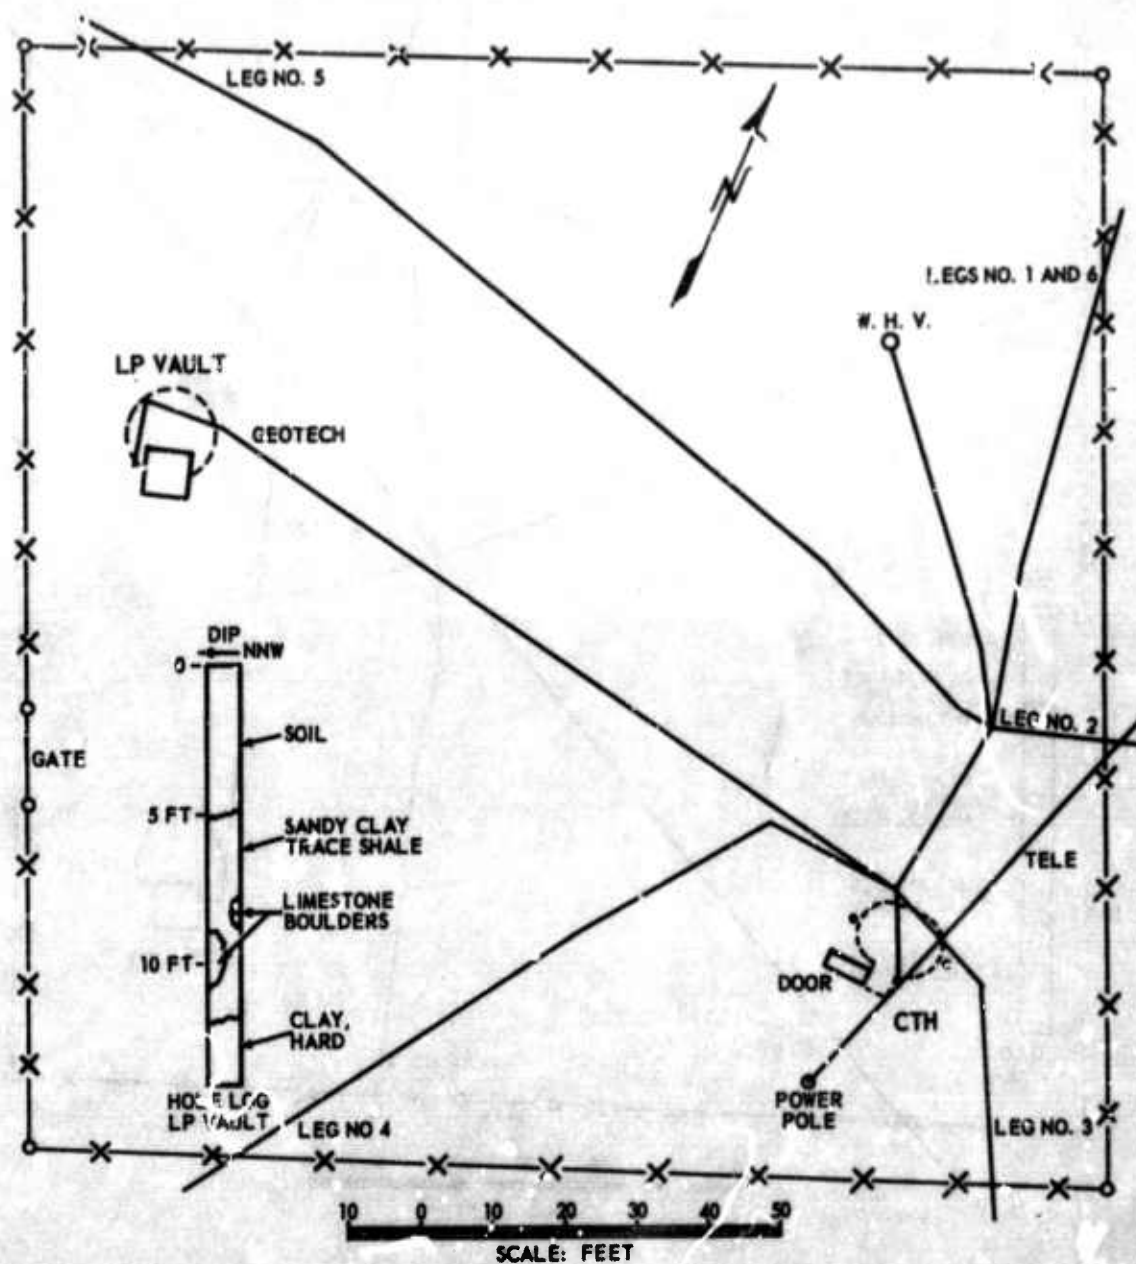 LEG NO. 5
N
LEGS NO. 1 AND 6
W. H. V.
LP VAULT
GEOTECH
DIP
NNW
0
SOIL
LEG NO. 2
GATE
5 FT
SANDY CLAY
TRACE SHALE
TELE
LIMESTONE
BOULDERS
10 FT
DOOR
CTH
CLAY,
HARD
HOLE LOG
LP VAULT
POWER
POLE
LEG NO 4
LEG NO. 3
10 0 10 20 30 40 50
SCALE: FEET